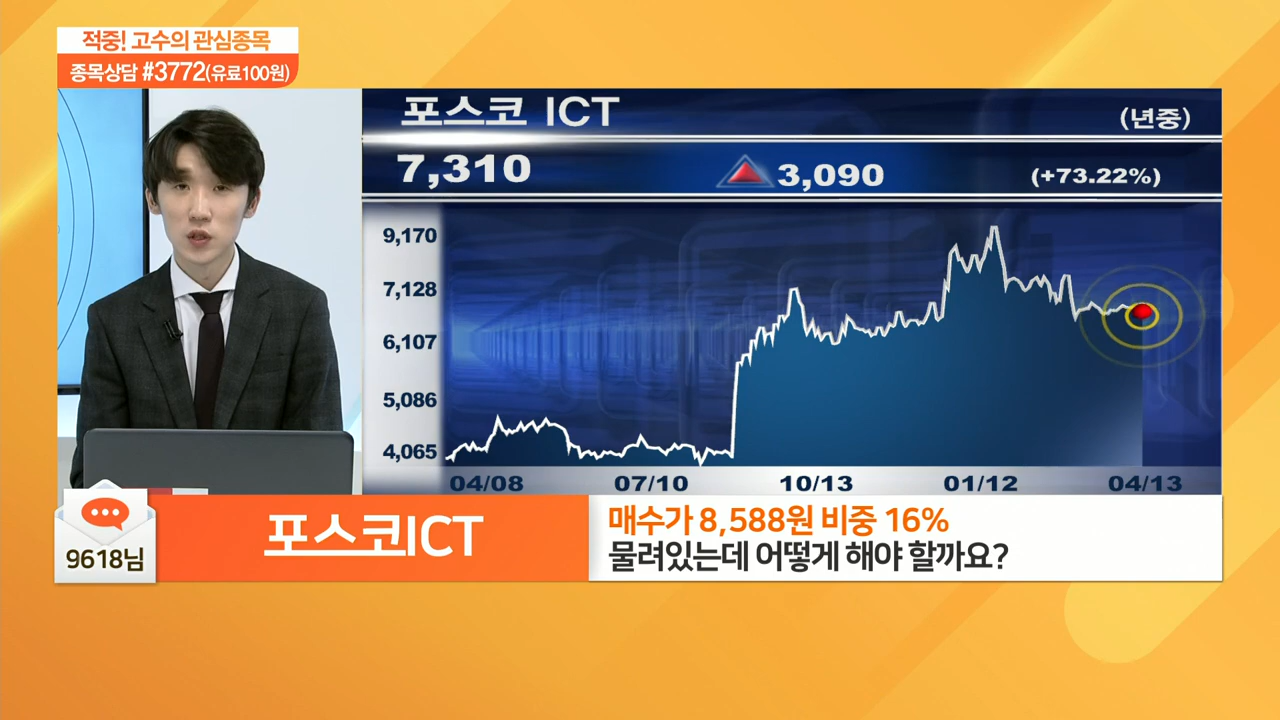 적중! 고수의 관심종목
종목상담 #3772(유료100원)
포스코 ICT
(년중)
7,310
3,090
(+73.22%)
9,170
7,128
6,107
5,086
4,065
04/08 07/10 10/13 01/12 04/13
9618님
포스코ICT
매수가 8,588원 비중 16%
물려있는데 어떻게 해야 할까요?